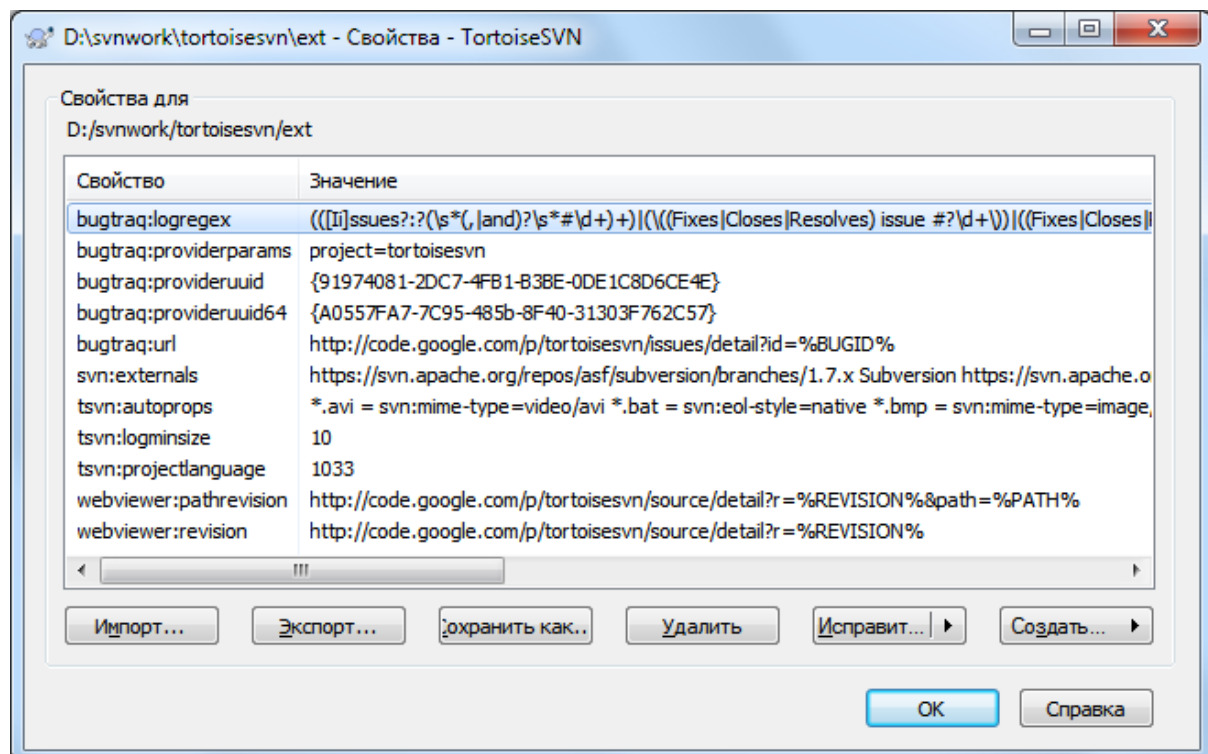 D:\svnwork\tortoisesvn\ext - Свойства - TortoiseSVN
Свойства для
D:/svnwork/tortoisesvn/ext
Свойство Значение
bugtraq:logregex (([Ii]ssues?:?(\s*(,|and)?\s*#\d+)+)|(\((Fixes|Closes|Resolves) issue #?\d+\))|((Fixes|Closes|
bugtraq:providerparams project=tortoisesvn
bugtraq:provideruuid {91974081-2DC7-4FB1-B3BE-0DE1C8D6CE4E}
bugtraq:provideruuid64 {A0557FA7-7C95-485b-8F40-31303F762C57}
bugtraq:url http://code.google.com/p/tortoisesvn/issues/detail?id=%BUGID%
svn:externals https://svn.apache.org/repos/asf/subversion/branches/1.7.x Subversion https://svn.apache.o
tsvn:autoprops *.avi = svn:mime-type=video/avi *.bat = svn:eol-style=native *.bmp = svn:mime-type=image
tsvn:logminsize 10
tsvn:projectlanguage 1033
webviewer:pathrevision http://code.google.com/p/tortoisesvn/source/detail?r=%REVISION%&path=%PATH%
webviewer:revision http://code.google.com/p/tortoisesvn/source/detail?r=%REVISION%
Импорт... Экспорт... Сохранить как.. Удалить Исправит... Создать...
OK Справка